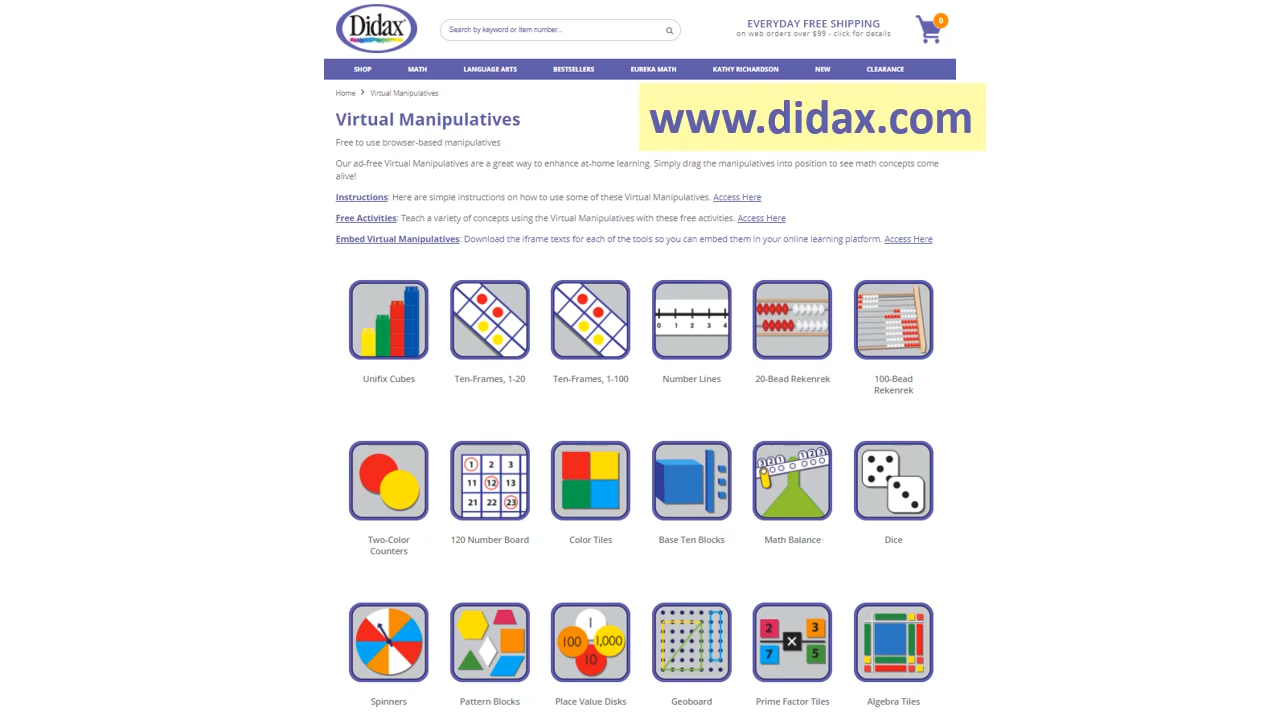 Didax
Search by keyword or item number...
EVERYDAY FREE SHIPPING
on web orders over $99 - click for details
0
SHOP MATH LANGUAGE ARTS BESTSELLERS EUREKA MATH KATHY RICHARDSON NEW CLEARANCE
Home > Virtual Manipulatives
www.didax.com
Virtual Manipulatives
Free to use browser-based manipulatives
Our ad-free Virtual Manipulatives are a great way to enhance at-home learning. Simply drag the manipulatives into position to see math concepts come
alive!
Instructions: Here are simple instructions on how to use some of these Virtual Manipulatives. Access Here
Free Activities: Teach a variety of concepts using the Virtual Manipulatives with these free activities. Access Here
Embed Virtual Manipulatives: Download the iframe texts for each of the tools so you can embed them in your online learning platform. Access Here
0 1 2 3 4
Unifix Cubes Ten-Frames, 1-20 Ten-Frames, 1-100 Number Lines 20-Bead Rekenrek 100-Bead
Rekenrek
1 2 3
11 12 13
21 22 23
3 2 1 1 2 3
Two-Color 120 Number Board Color Tiles Base Ten Blocks Math Balance Dice
Counters
1
100 1,000
10
2 3
×
7 5
Spinners Pattern Blocks Place Value Disks Geoboard Prime Factor Tiles Algebra Tiles